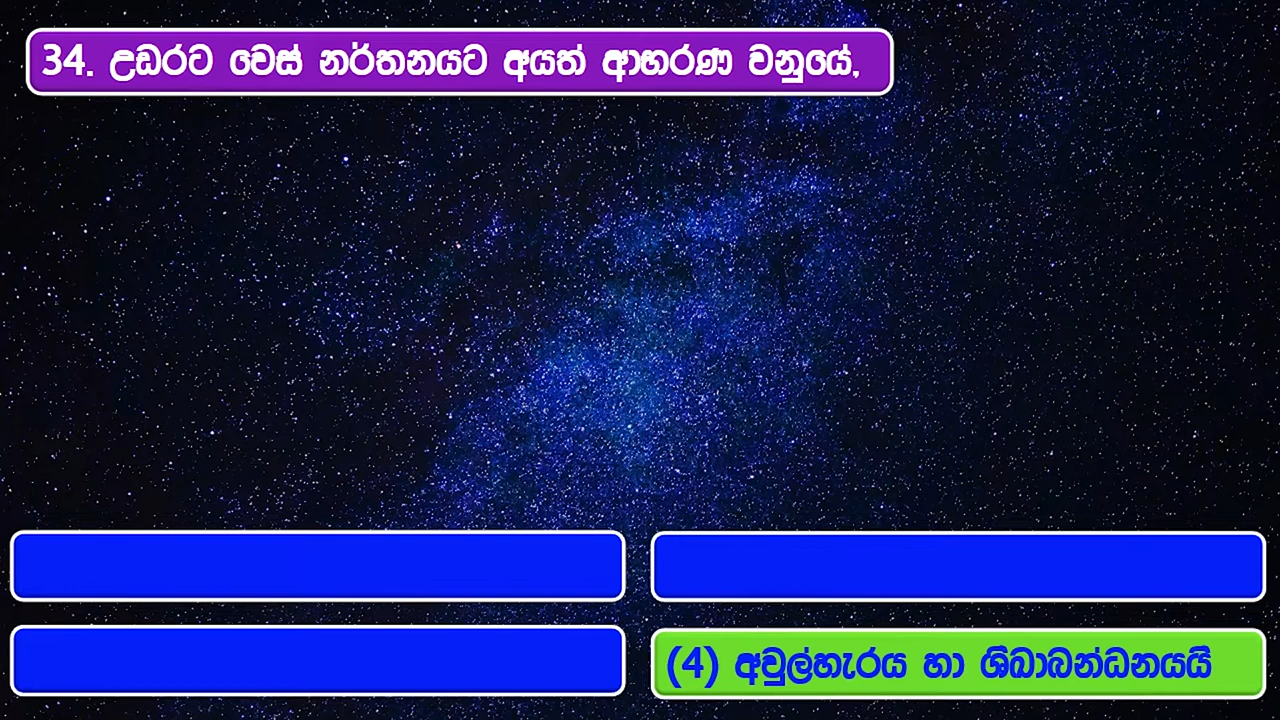 34. උඩරට වෙස් නර්තනයට අයත් ආභරණ වනුයේ,
(4) අවුල්හැරය හා ශිඛාබන්ධනයයි